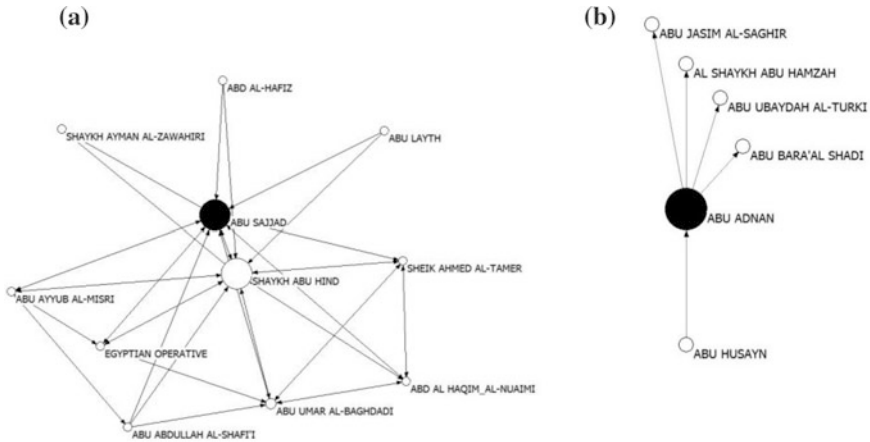 (a)
(b)
ABD AL-HAFIZ
SHAYKH AYMAN AL-ZAWAHIRI
ABU LAYTH
ABU SAJJAD
SHAYKH ABU HIND
SHEIK AHMED AL-TAMER
ABU AYYUB AL-MISRI
EGYPTIAN OPERATIVE
ABD AL HAQIM_AL-NUAIMI
ABU UMAR AL-BAGHDADI
ABU ABDULLAH AL-SHAFI'I
ABU JASIM AL-SAGHIR
AL SHAYKH ABU HAMZAH
ABU UBAYDAH AL-TURKI
ABU BARA'AL SHADI
ABU ADNAN
ABU HUSAYN